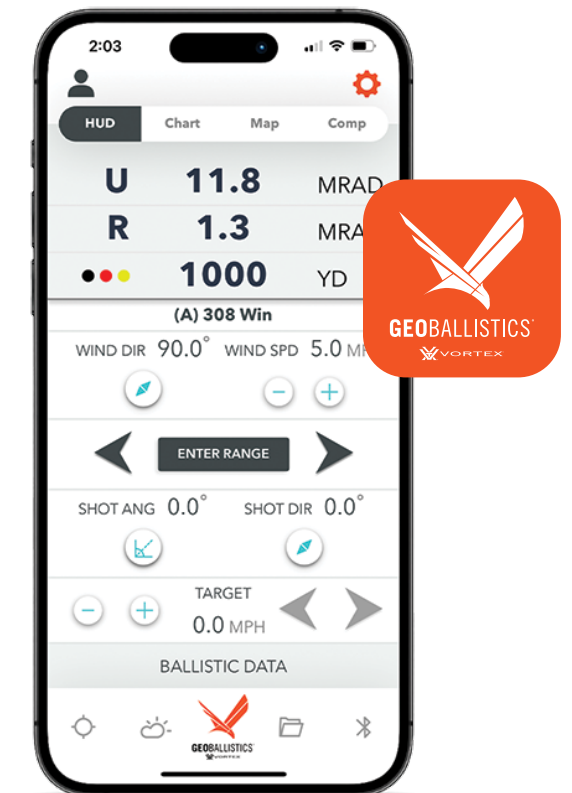 2:03
HUD Chart Map Comp
U 11.8 MRAD
R 1.3 MRA
1000 YD
(A) 308 Win
WIND DIR 90.0° WIND SPD 5.0 M
ENTER RANGE
SHOT ANG 0.0° SHOT DIR 0.0°
TARGET
0.0 MPH
BALLISTIC DATA
GEOBALLISTICS
VORTEX
GEOBALLISTICS
VORTEX